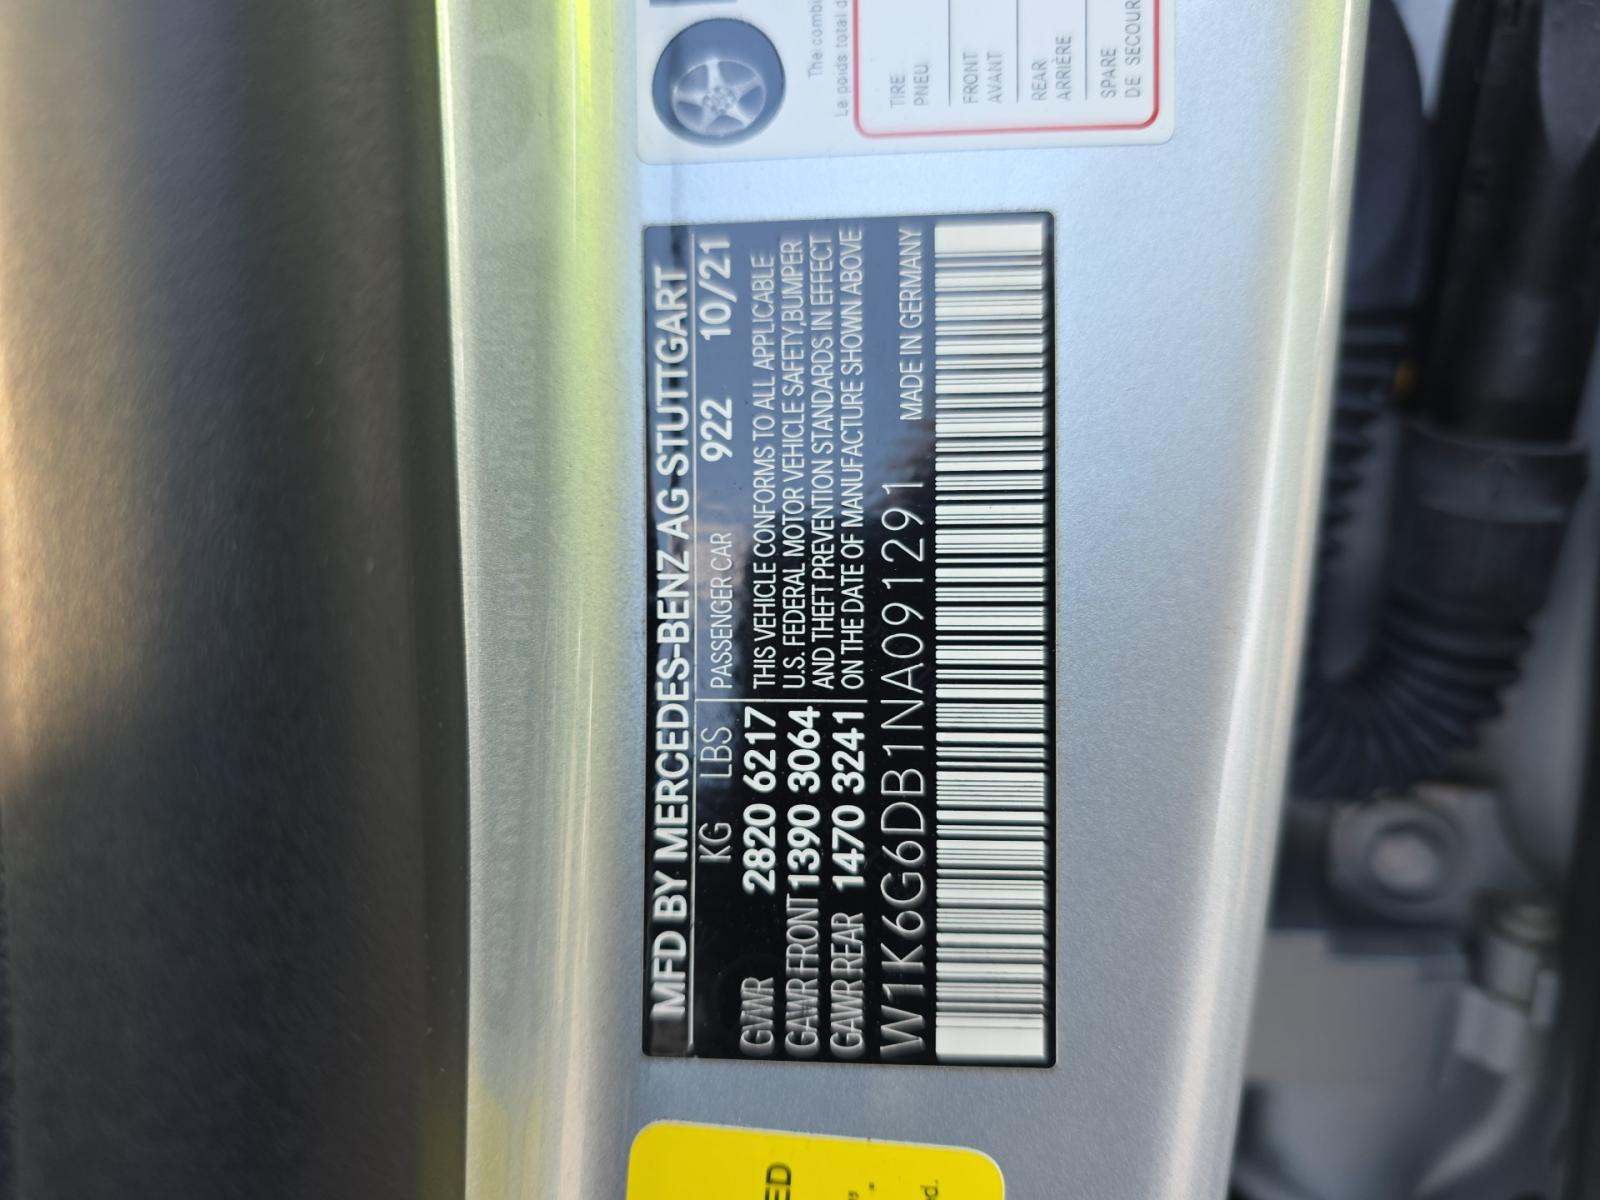 MFD BY MERCEDES-BENZ AG STUTTGART
KG LBS PASSENGER CAR 922 10/21
GVWR 2820 6217 THIS VEHICLE CONFORMS TO ALL APPLICABLE
GAWR FRONT 1390 3064 U.S. FEDERAL MOTOR VEHICLE SAFETY,BUMPER
GAWR REAR 1470 3241 AND THEFT PREVENTION STANDARDS IN EFFECT
ON THE DATE OF MANUFACTURE SHOWN ABOVE
W1K6G6DB1NA091291 MADE IN GERMANY
The combi
Le poids total d
TIRE
PNEU
FRONT
AVANT
REAR
ARRIÈRE
SPARE
DE SECOUR
ED
ed.